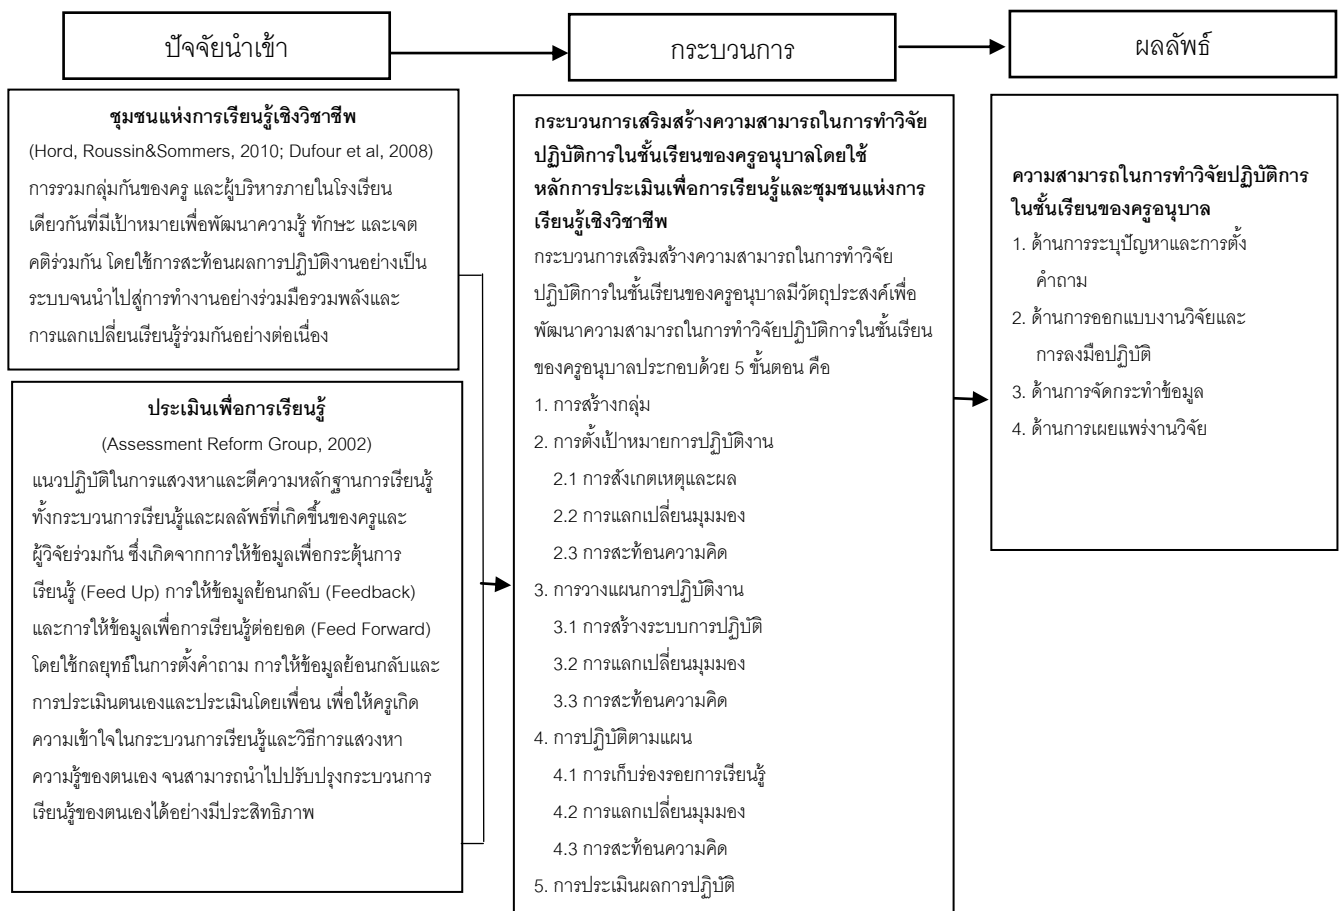 ปัจจัยนำเข้า
กระบวนการ
ผลลัพธ์
ชุมชนแห่งการเรียนรู้เชิงวิชาชีพ
(Hord, Roussin&Sommers, 2010; Dufour et al, 2008)
การรวมกลุ่มกันของครู และผู้บริหารภายในโรงเรียน
เดียวกันที่มีเป้าหมายเพื่อพัฒนาความรู้ ทักษะ และเจต
คติร่วมกัน โดยใช้การสะท้อนผลการปฏิบัติงานอย่างเป็น
ระบบจนนำไปสู่การทำงานอย่างร่วมมือรวมพลังและ
การแลกเปลี่ยนเรียนรู้ร่วมกันอย่างต่อเนื่อง
ประเมินเพื่อการเรียนรู้
(Assessment Reform Group, 2002)
แนวปฏิบัติในการแสวงหาและตีความหลักฐานการเรียนรู้
ทั้งกระบวนการเรียนรู้และผลลัพธ์ที่เกิดขึ้นของครูและ
ผู้วิจัยร่วมกัน ซึ่งเกิดจากการให้ข้อมูลเพื่อกระตุ้นการ
เรียนรู้ (Feed Up) การให้ข้อมูลย้อนกลับ (Feedback)
และการให้ข้อมูลเพื่อการเรียนรู้ต่อยอด (Feed Forward)
โดยใช้กลยุทธ์ในการตั้งคำถาม การให้ข้อมูลย้อนกลับและ
การประเมินตนเองและประเมินโดยเพื่อน เพื่อให้ครูเกิด
ความเข้าใจในกระบวนการเรียนรู้และวิธีการแสวงหา
ความรู้ของตนเอง จนสามารถนำไปปรับปรุงกระบวนการ
เรียนรู้ของตนเองได้อย่างมีประสิทธิภาพ
กระบวนการเสริมสร้างความสามารถในการทำวิจัย
ปฏิบัติการในชั้นเรียนของครูอนุบาลโดยใช้
หลักการประเมินเพื่อการเรียนรู้และชุมชนแห่งการ
เรียนรู้เชิงวิชาชีพ
กระบวนการเสริมสร้างความสามารถในการทำวิจัย
ปฏิบัติการในชั้นเรียนของครูอนุบาลมีวัตถุประสงค์เพื่อ
พัฒนาความสามารถในการทำวิจัยปฏิบัติการในชั้นเรียน
ของครูอนุบาลประกอบด้วย 5 ขั้นตอน คือ
1. การสร้างกลุ่ม
2. การตั้งเป้าหมายการปฏิบัติงาน
2.1 การสังเกตเหตุและผล
2.2 การแลกเปลี่ยนมุมมอง
2.3 การสะท้อนความคิด
3. การวางแผนการปฏิบัติงาน
3.1 การสร้างระบบการปฏิบัติ
3.2 การแลกเปลี่ยนมุมมอง
3.3 การสะท้อนความคิด
4. การปฏิบัติตามแผน
4.1 การเก็บร่องรอยการเรียนรู้
4.2 การแลกเปลี่ยนมุมมอง
4.3 การสะท้อนความคิด
5. การประเมินผลการปฏิบัติ
ความสามารถในการทำวิจัยปฏิบัติการ
ในชั้นเรียนของครูอนุบาล
1. ด้านการระบุปัญหาและการตั้ง
คำถาม
2. ด้านการออกแบบงานวิจัยและ
การลงมือปฏิบัติ
3. ด้านการจัดกระทำข้อมูล
4. ด้านการเผยแพร่งานวิจัย